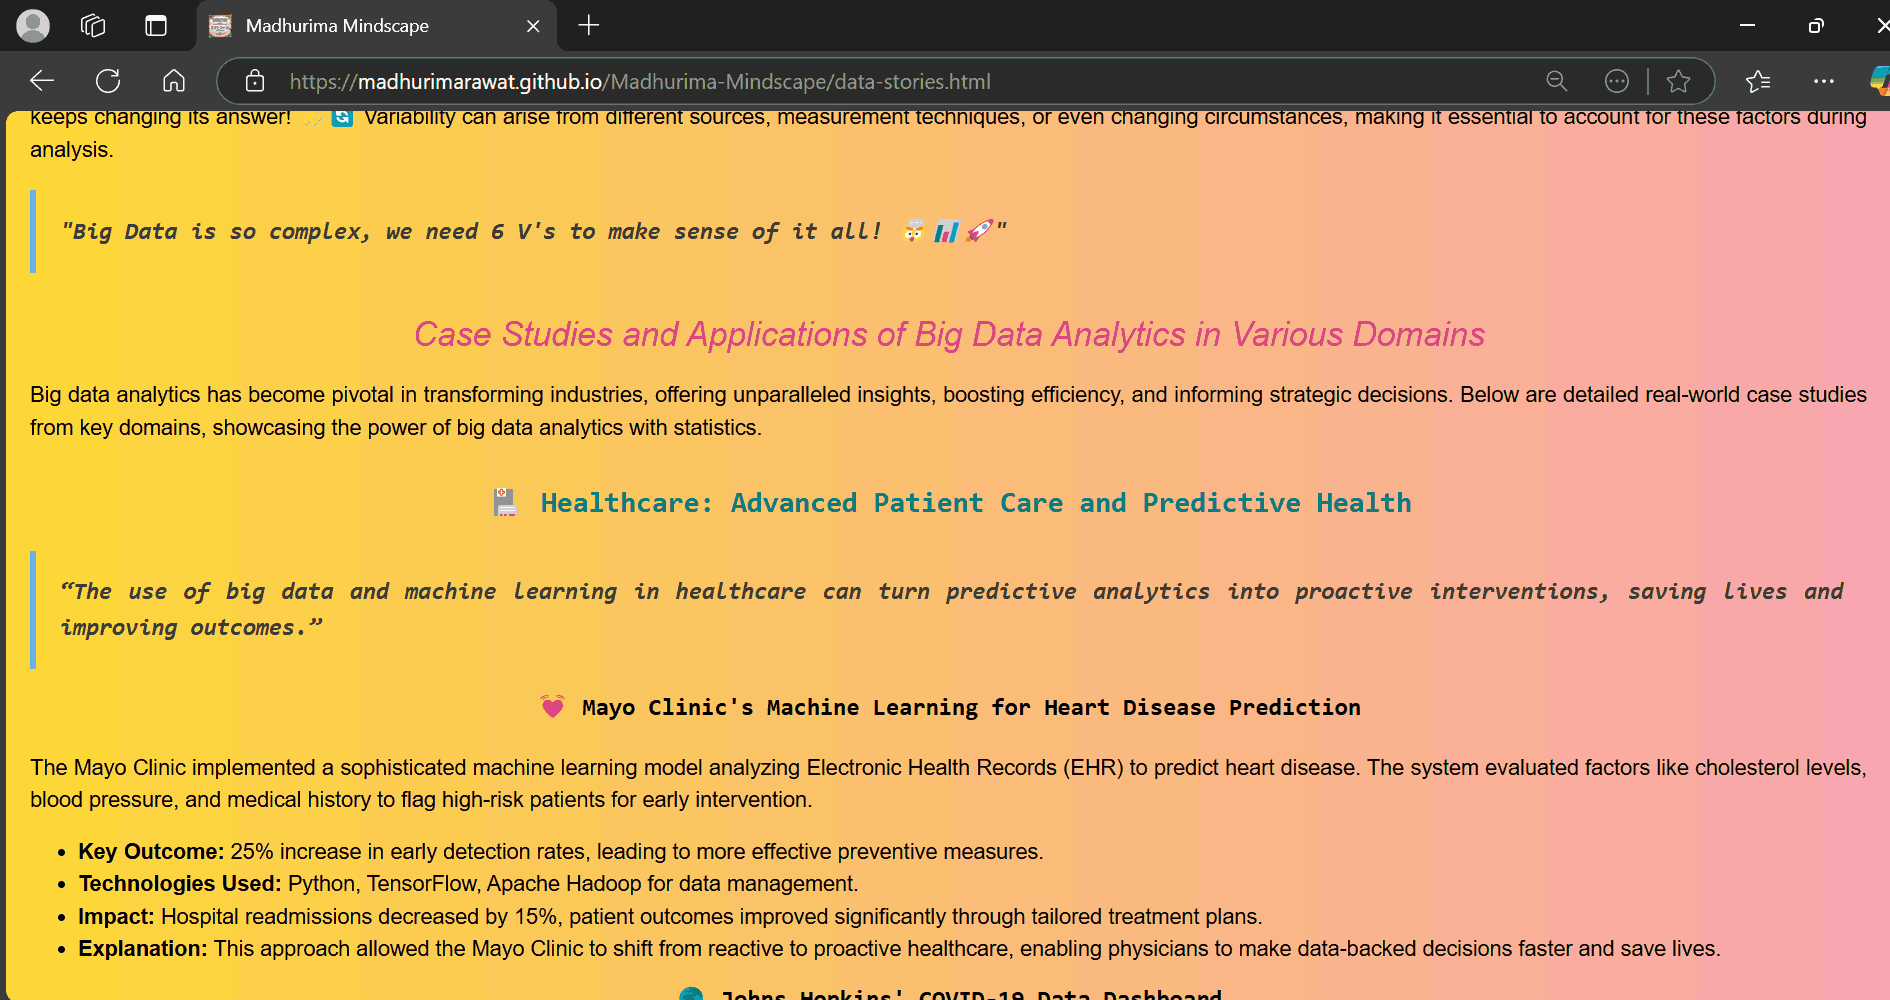 Madhurima Mindscape
https://madhurimarawat.github.io/Madhurima-Mindscape/data-stories.html
keeps changing its answer! Variability can arise from different sources, measurement techniques, or even changing circumstances, making it essential to account for these factors during
analysis.
"Big Data is so complex, we need 6 V's to make sense of it all! 🤯📊🚀"
Case Studies and Applications of Big Data Analytics in Various Domains
Big data analytics has become pivotal in transforming industries, offering unparalleled insights, boosting efficiency, and informing strategic decisions. Below are detailed real-world case studies
from key domains, showcasing the power of big data analytics with statistics.
🏥 Healthcare: Advanced Patient Care and Predictive Health
“The use of big data and machine learning in healthcare can turn predictive analytics into proactive interventions, saving lives and
improving outcomes.”
💓 Mayo Clinic's Machine Learning for Heart Disease Prediction
The Mayo Clinic implemented a sophisticated machine learning model analyzing Electronic Health Records (EHR) to predict heart disease. The system evaluated factors like cholesterol levels,
blood pressure, and medical history to flag high-risk patients for early intervention.
• Key Outcome: 25% increase in early detection rates, leading to more effective preventive measures.
• Technologies Used: Python, TensorFlow, Apache Hadoop for data management.
• Impact: Hospital readmissions decreased by 15%, patient outcomes improved significantly through tailored treatment plans.
• Explanation: This approach allowed the Mayo Clinic to shift from reactive to proactive healthcare, enabling physicians to make data-backed decisions faster and save lives.
Johns Hopkins' COVID-19 Data Dashboard